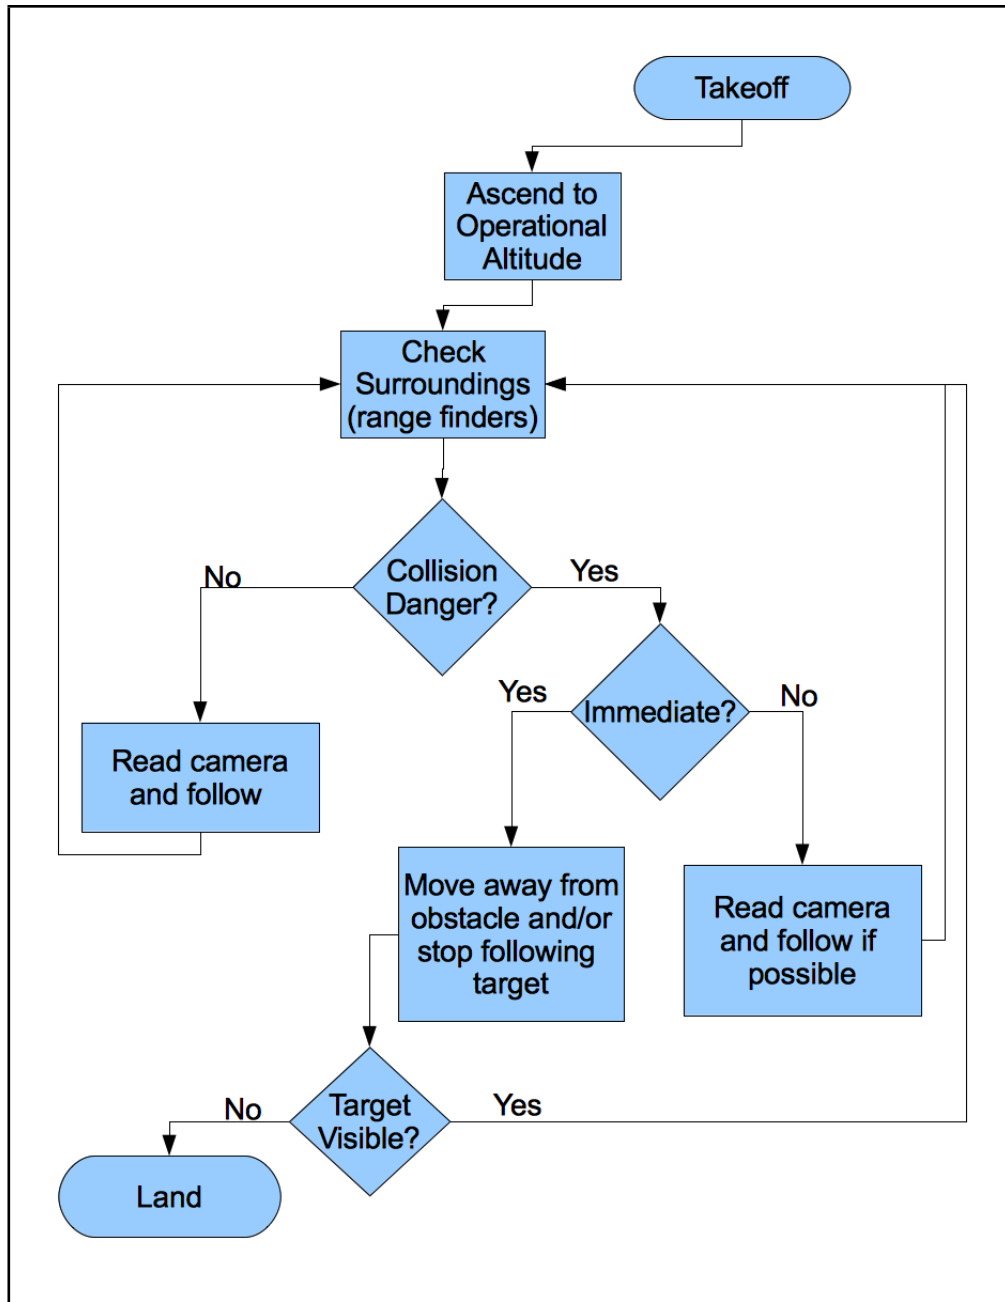 Takeoff
Ascend to
Operational
Altitude
Check
Surroundings
(range finders)
No
Collision
Danger?
Yes
Yes
Immediate?
No
Read camera
and follow
Move away from
obstacle and/or
stop following
target
Read camera
and follow if
possible
No
Target
Visible?
Yes
Land